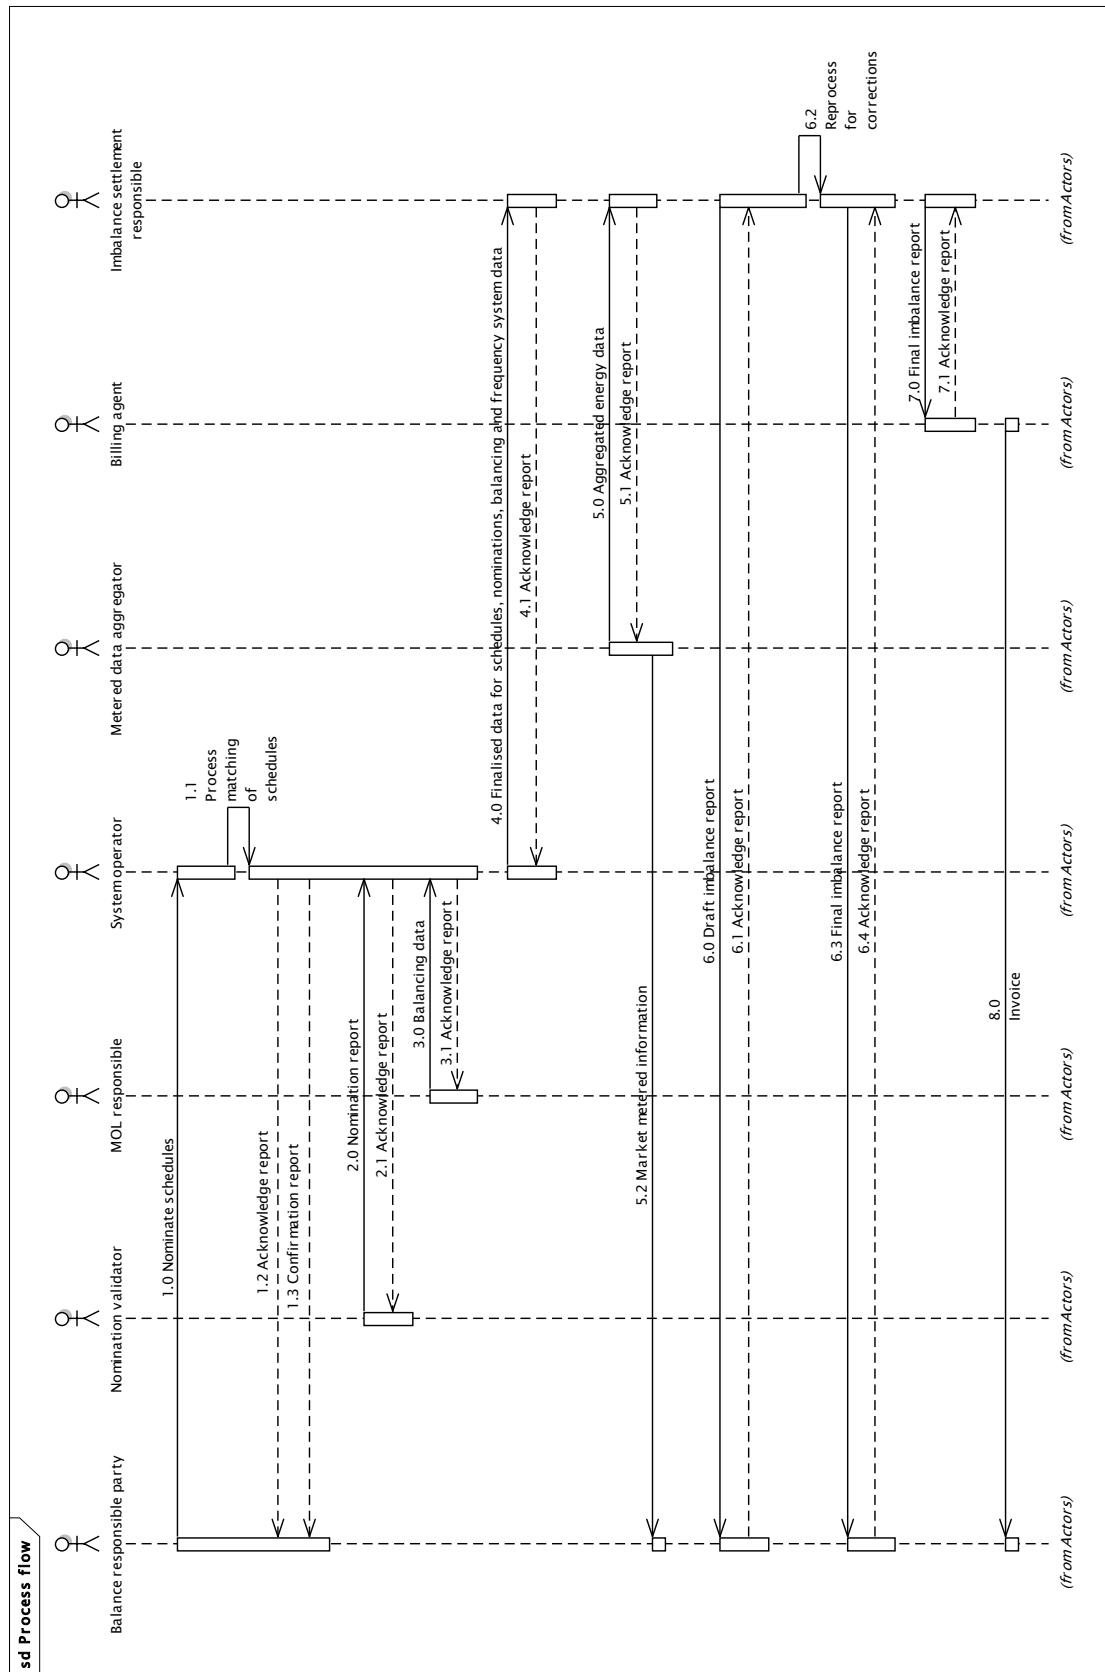 sd Process flow
Balance responsible party
Nomination validator
MOL responsible
System operator
Metered data aggregator
Billing agent
Imbalance settlement
responsible
1.0 Nominate schedules
1.1
Process
matching
of
schedules
1.2 Acknowledge report
1.3 Confirmation report
2.0 Nomination report
2.1 Acknowledge report
3.0 Balancing data
3.1 Acknowledge report
4.0 Finalised data for schedules, nominations, balancing and frequency system data
4.1 Acknowledge report
5.0 Aggregated energy data
5.1 Acknowledge report
5.2 Market metered information
6.0 Draft imbalance report
6.1 Acknowledge report
6.2
Reprocess
for
corrections
6.3 Final imbalance report
6.4 Acknowledge report
7.0 Final imbalance report
7.1 Acknowledge report
8.0
Invoice
(from Actors)
(from Actors)
(from Actors)
(from Actors)
(from Actors)
(from Actors)
(from Actors)